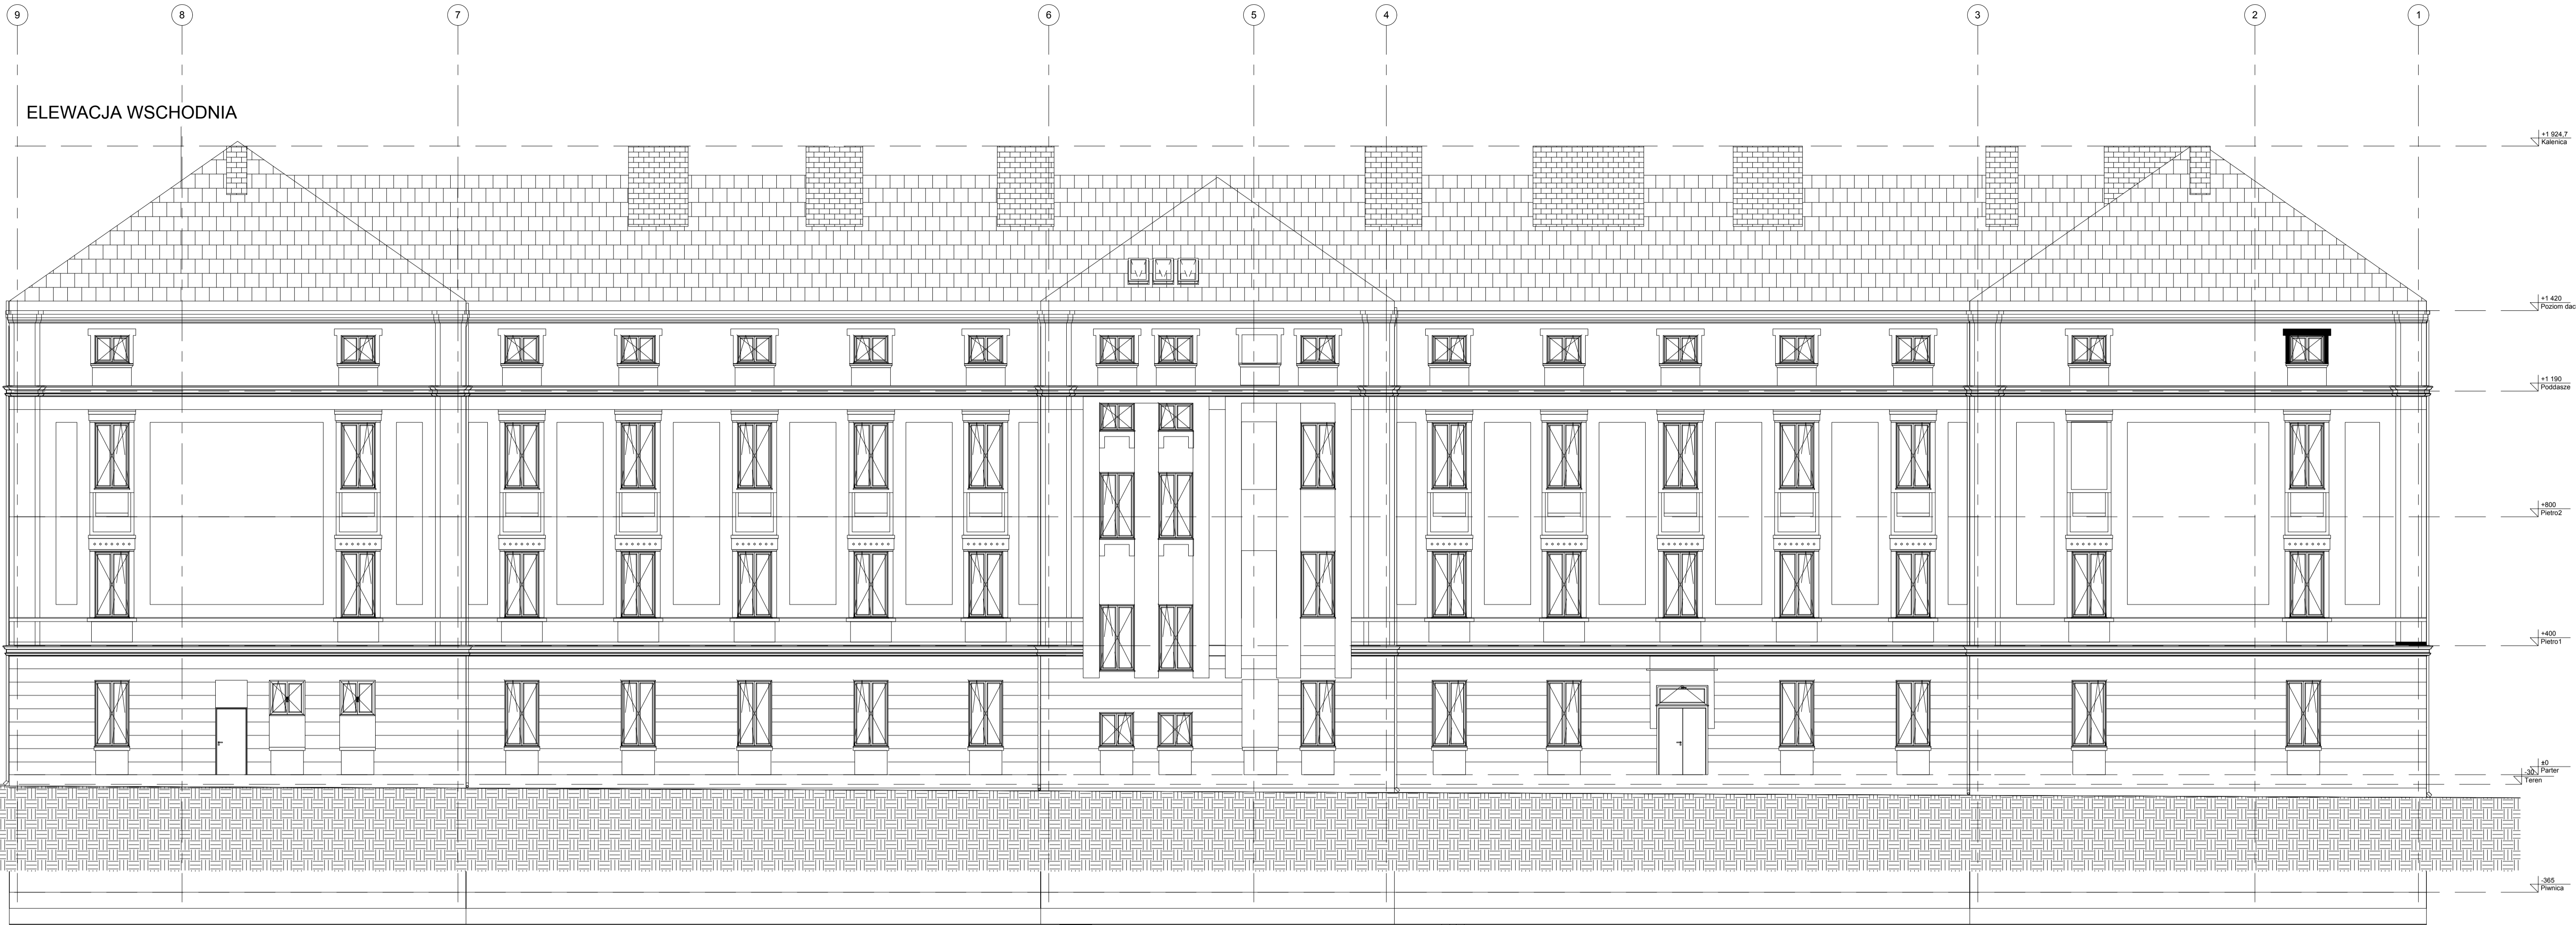 9 8 7 6 5 4 3 2 1
ELEWACJA WSCHODNIA
+1 924,7
Kalenica
+1 420
Poziom dac
+1 190
Poddasze
+800
Pietro2
+400
Pietro1
±0
Parter
-30
Teren
-365
Piwnica